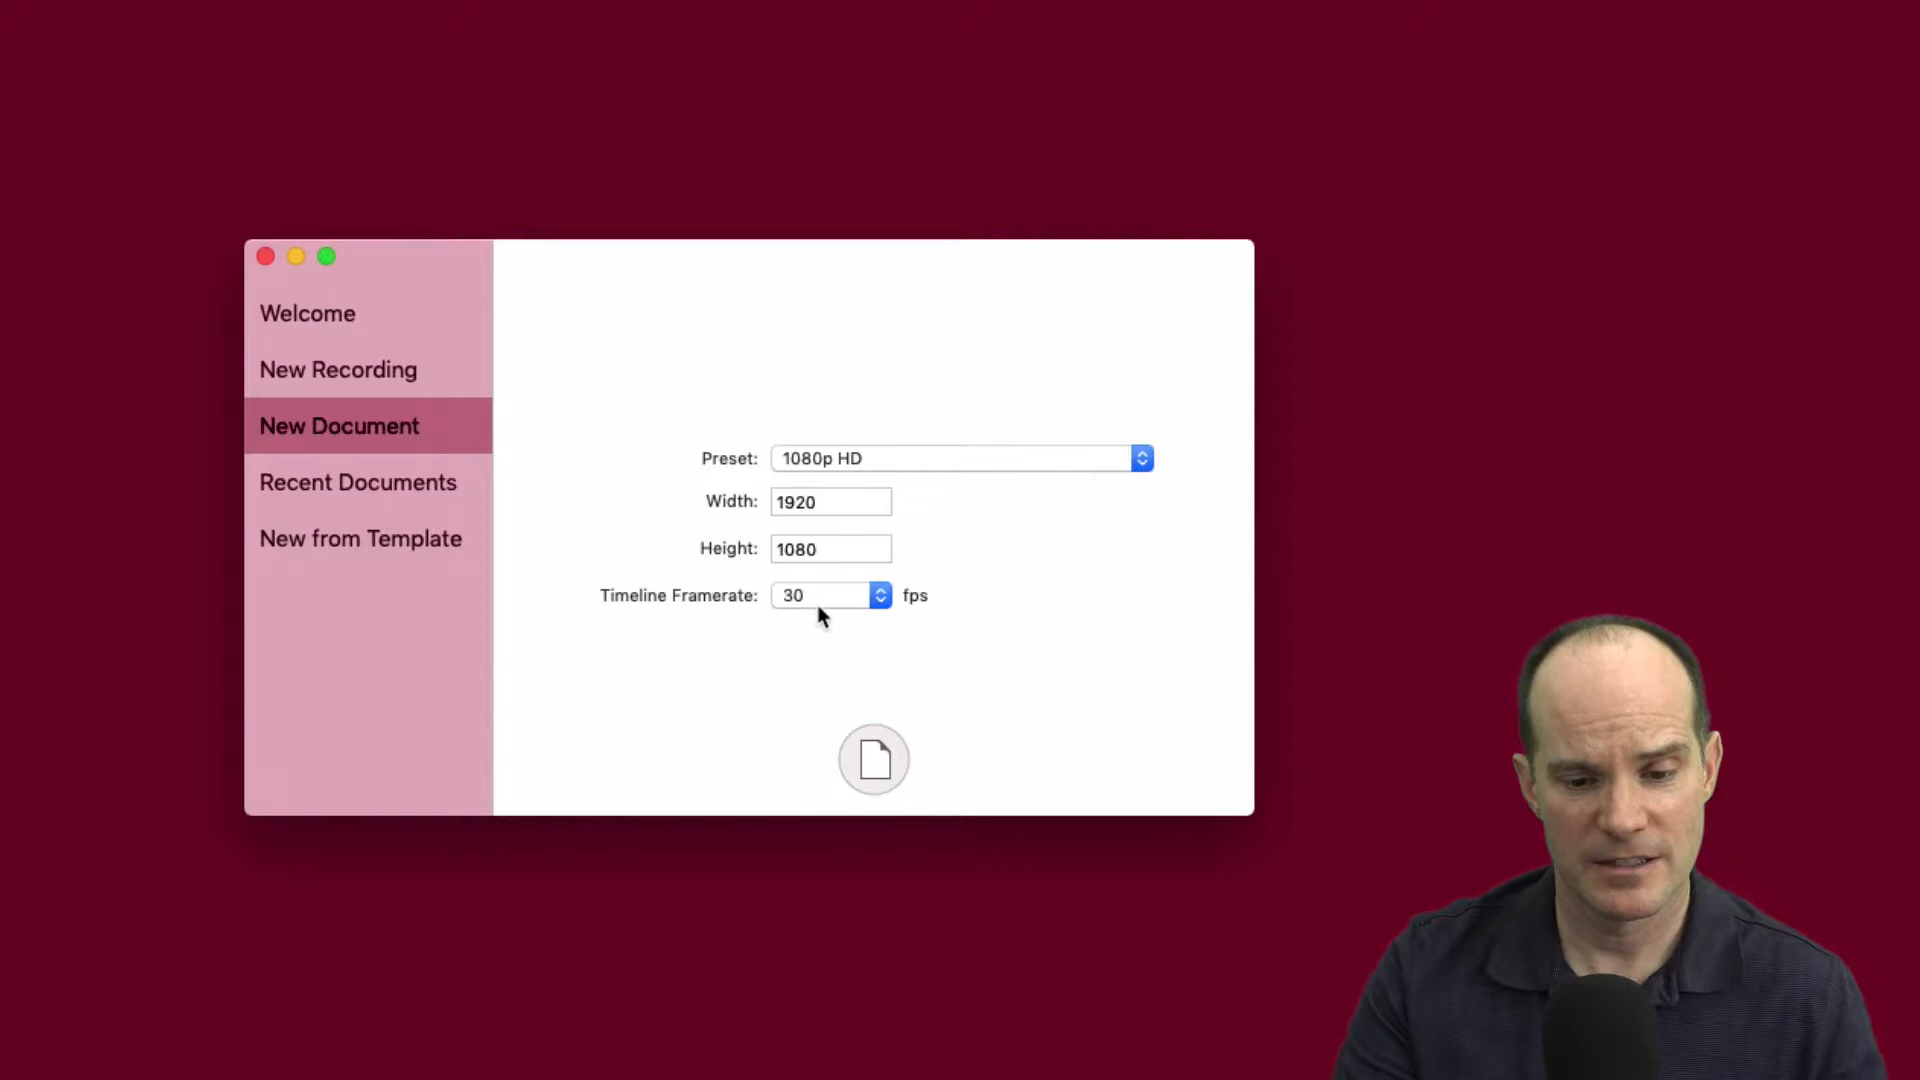 Welcome
New Recording
New Document
Recent Documents
New from Template
Preset: 1080p HD
Width: 1920
Height: 1080
Timeline Framerate: 30 fps